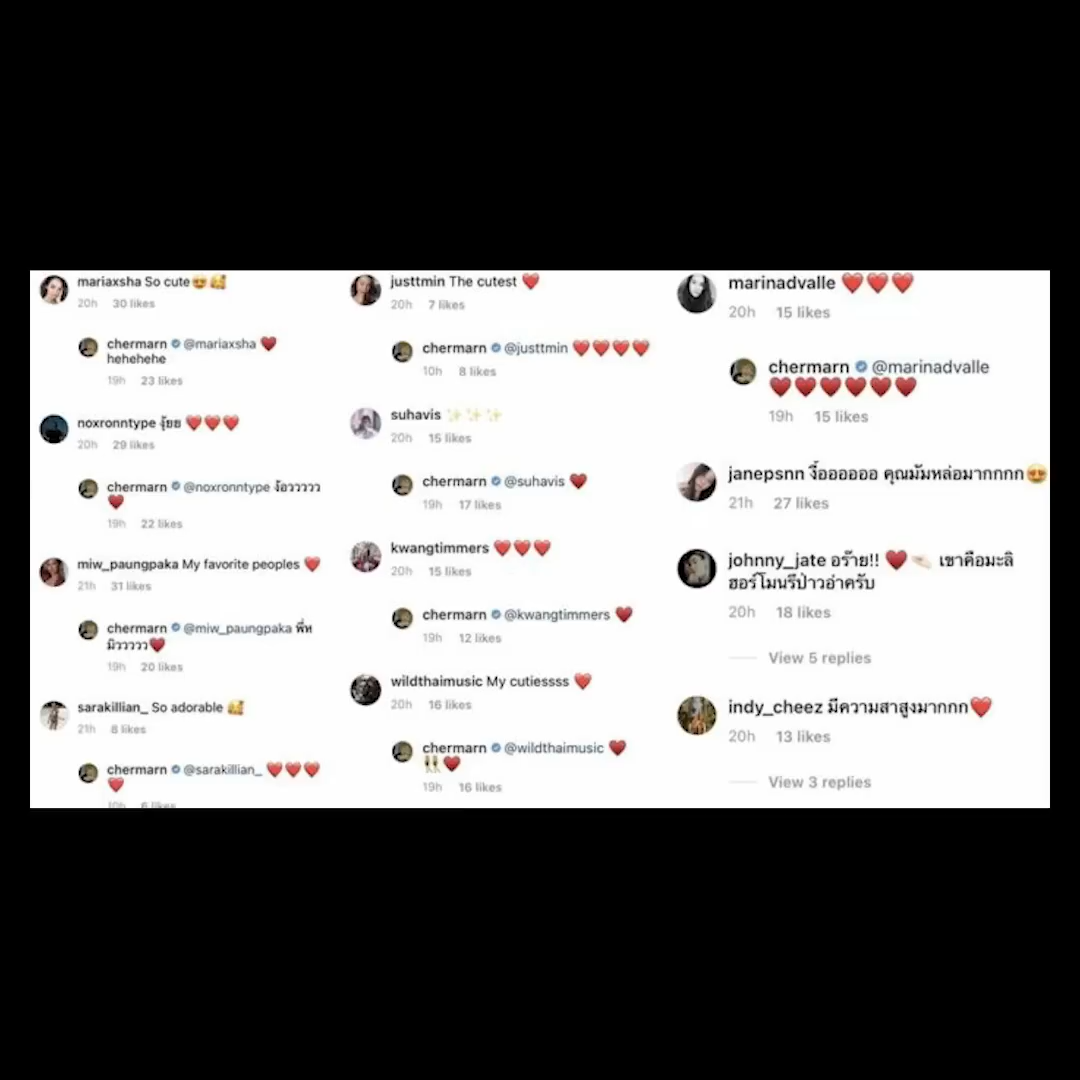 mariaxsha So cute😍🥰
20h 30 likes
chermarn @mariaxsha ❤️
hehehehe
19h 23 likes
noxronntype งุ้ยย ❤️❤️❤️
20h 29 likes
chermarn @noxronntype ง้อววววว
❤️
19h 22 likes
miw_paungpaka My favorite peoples ❤️
21h 31 likes
chermarn @miw_paungpaka พี่ห
มิววววว❤️
19h 20 likes
sarakillian_ So adorable 🥰
21h 8 likes
chermarn @sarakillian_ ❤️❤️❤️
❤️
6 likes
justtmin The cutest ❤️
20h 7 likes
chermarn @justtmin ❤️❤️❤️❤️
10h 8 likes
suhavis ✨✨✨
20h 15 likes
chermarn @suhavis ❤️
19h 17 likes
kwangtimmers ❤️❤️❤️
20h 15 likes
chermarn @kwangtimmers ❤️
19h 12 likes
wildthaimusic My cutiessss ❤️
20h 16 likes
chermarn @wildthaimusic ❤️
👯❤️
19h 16 likes
marinadvalle ❤️❤️❤️
20h 15 likes
chermarn @marinadvalle
❤️❤️❤️❤️❤️❤️
19h 15 likes
janepsnn งื้ออออออ คุณมัมหล่อมากกกก😍
21h 27 likes
johnny_jate อร๊าย!! ❤️🤏🏻 เขาคือมะลิ
ฮอร์โมนรึป่าวอ่าครับ
20h 18 likes
View 5 replies
indy_cheez มีความสาสูงมากกก❤️
20h 13 likes
View 3 replies